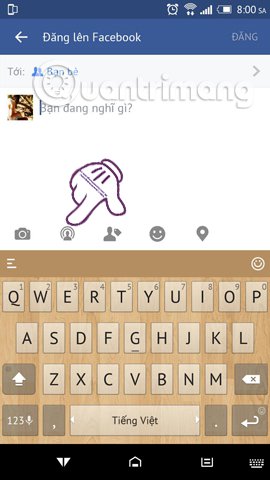 8:00 SA
Đăng lên Facebook ĐĂNG
Tới: Bạn bè
Quantrimang
Bạn đang nghĩ gì?
1 2 3 4 5 6 7 8 9 0
Q W E R T Y U I O P
A S D F G H J K L
Z X C V B N M
123 , Tiếng Việt .